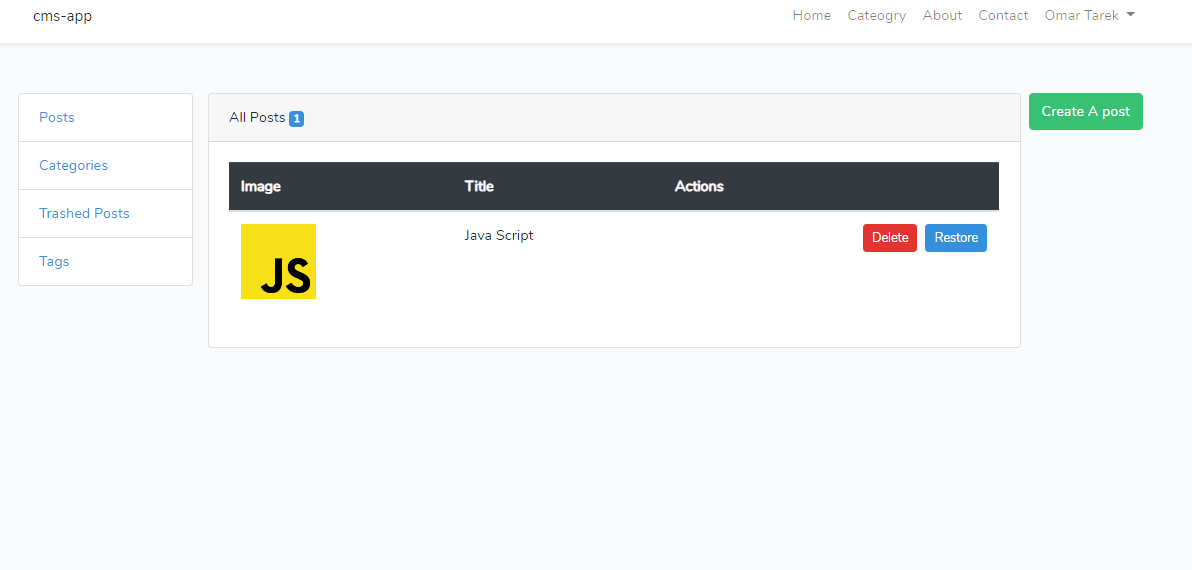 cms-app Home Cateogry About Contact Omar Tarek
Posts
Categories
Trashed Posts
Tags
All Posts 1
Create A post
Image Title Actions
JS Java Script Delete Restore